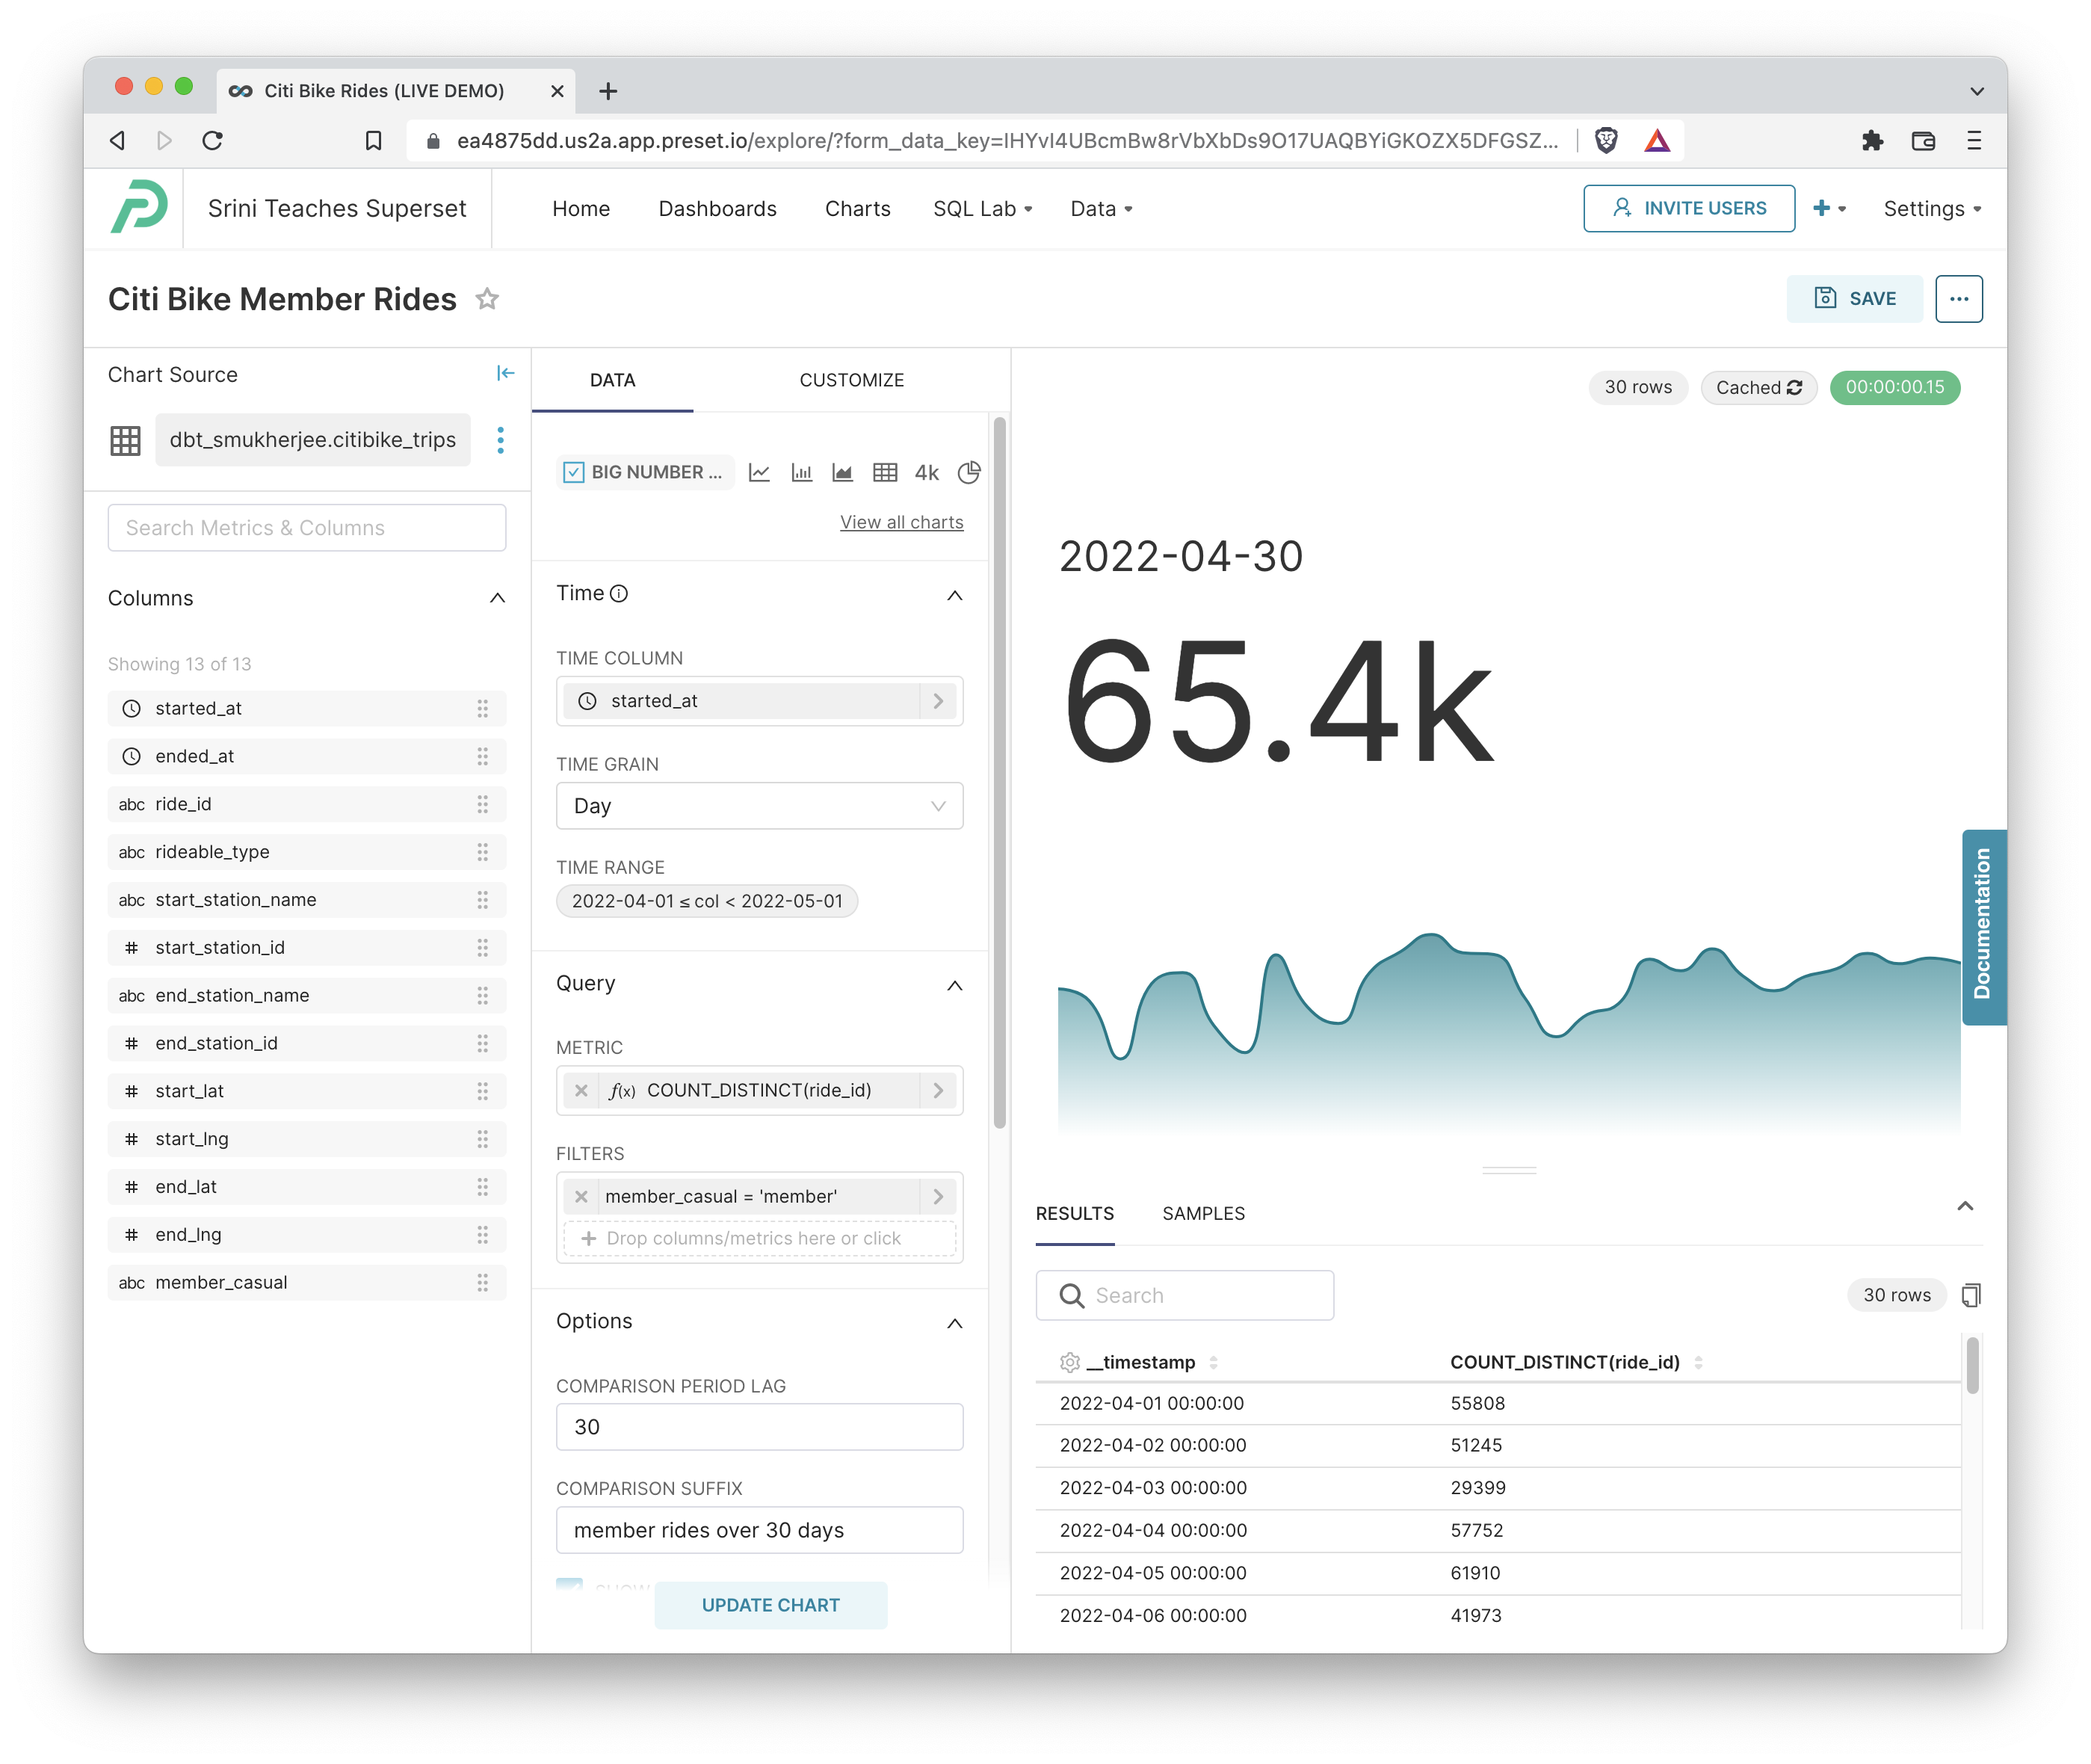 Citi Bike Rides (LIVE DEMO)
ea4875dd.us2a.app.preset.io/explore/?form_data_key=IHYvI4UBcmBw8rVbXbDs9O17UAQBYiGKOZX5DFGSZ...
Srini Teaches Superset
Home
Dashboards
Charts
SQL Lab
Data
INVITE USERS
Settings
Citi Bike Member Rides
SAVE
Chart Source
dbt_smukherjee.citibike_trips
Search Metrics & Columns
Columns
Showing 13 of 13
started_at
ended_at
abc ride_id
abc rideable_type
abc start_station_name
# start_station_id
abc end_station_name
# end_station_id
# start_lat
# start_lng
# end_lat
# end_lng
abc member_casual
DATA
CUSTOMIZE
BIG NUMBER ...
4k
View all charts
Time
TIME COLUMN
started_at
TIME GRAIN
Day
TIME RANGE
2022-04-01 ≤ col < 2022-05-01
Query
METRIC
f(x) COUNT_DISTINCT(ride_id)
FILTERS
member_casual = 'member'
+ Drop columns/metrics here or click
Options
COMPARISON PERIOD LAG
30
COMPARISON SUFFIX
member rides over 30 days
SHOW
UPDATE CHART
30 rows
Cached
00:00:00.15
2022-04-30
65.4k
Documentation
RESULTS
SAMPLES
Search
30 rows
__timestamp COUNT_DISTINCT(ride_id)
2022-04-01 00:00:00 55808
2022-04-02 00:00:00 51245
2022-04-03 00:00:00 29399
2022-04-04 00:00:00 57752
2022-04-05 00:00:00 61910
2022-04-06 00:00:00 41973